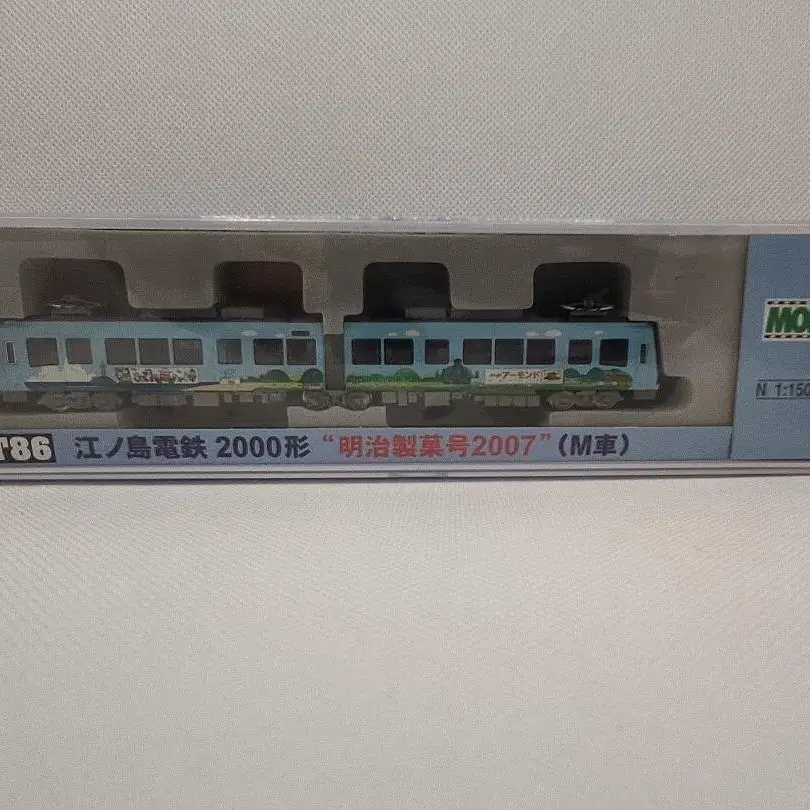 アーモンド
MO
N 1:150
T86 江ノ島電鉄 2000形 “明治製菓号2007”（M車）